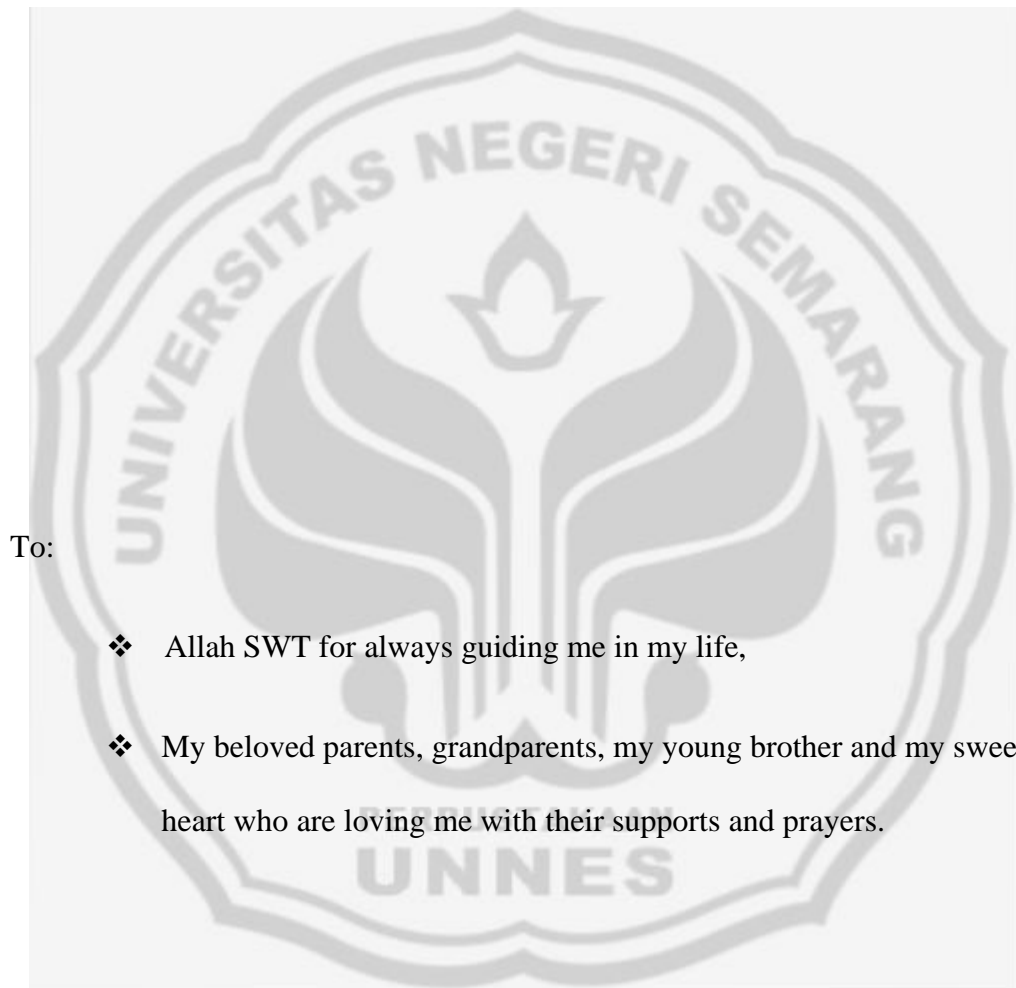 UNIVERSITAS NEGERI SEMARANG
To:
❖ Allah SWT for always guiding me in my life,
❖ My beloved parents, grandparents, my young brother and my swee
heart who are loving me with their supports and prayers.
PERPUSTAKAAN
UNNES